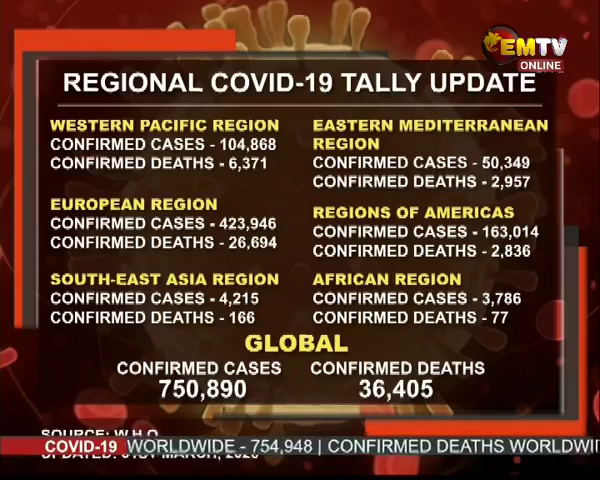 EMTV
ONLINE
REGIONAL COVID-19 TALLY UPDATE
WESTERN PACIFIC REGION
CONFIRMED CASES - 104,868
CONFIRMED DEATHS - 6,371
EUROPEAN REGION
CONFIRMED CASES - 423,946
CONFIRMED DEATHS - 26,694
SOUTH-EAST ASIA REGION
CONFIRMED CASES - 4,215
CONFIRMED DEATHS - 166
EASTERN MEDITERRANEAN
REGION
CONFIRMED CASES - 50,349
CONFIRMED DEATHS - 2,957
REGIONS OF AMERICAS
CONFIRMED CASES - 163,014
CONFIRMED DEATHS - 2,836
AFRICAN REGION
CONFIRMED CASES - 3,786
CONFIRMED DEATHS - 77
GLOBAL
CONFIRMED CASES
750,890
CONFIRMED DEATHS
36,405
SOURCE: W.H.O
COVID-19 WORLDWIDE - 754,948 | CONFIRMED DEATHS WORLDWI
UPDATED: 31ST MARCH, 2020